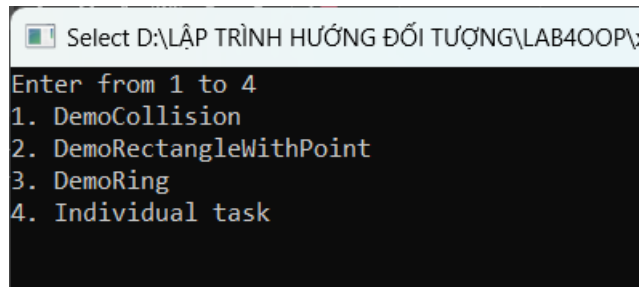 Select D:\LẬP TRÌNH HƯỚNG ĐỐI TƯỢNG\LAB4OOP\
Enter from 1 to 4
1. DemoCollision
2. DemoRectangleWithPoint
3. DemoRing
4. Individual task